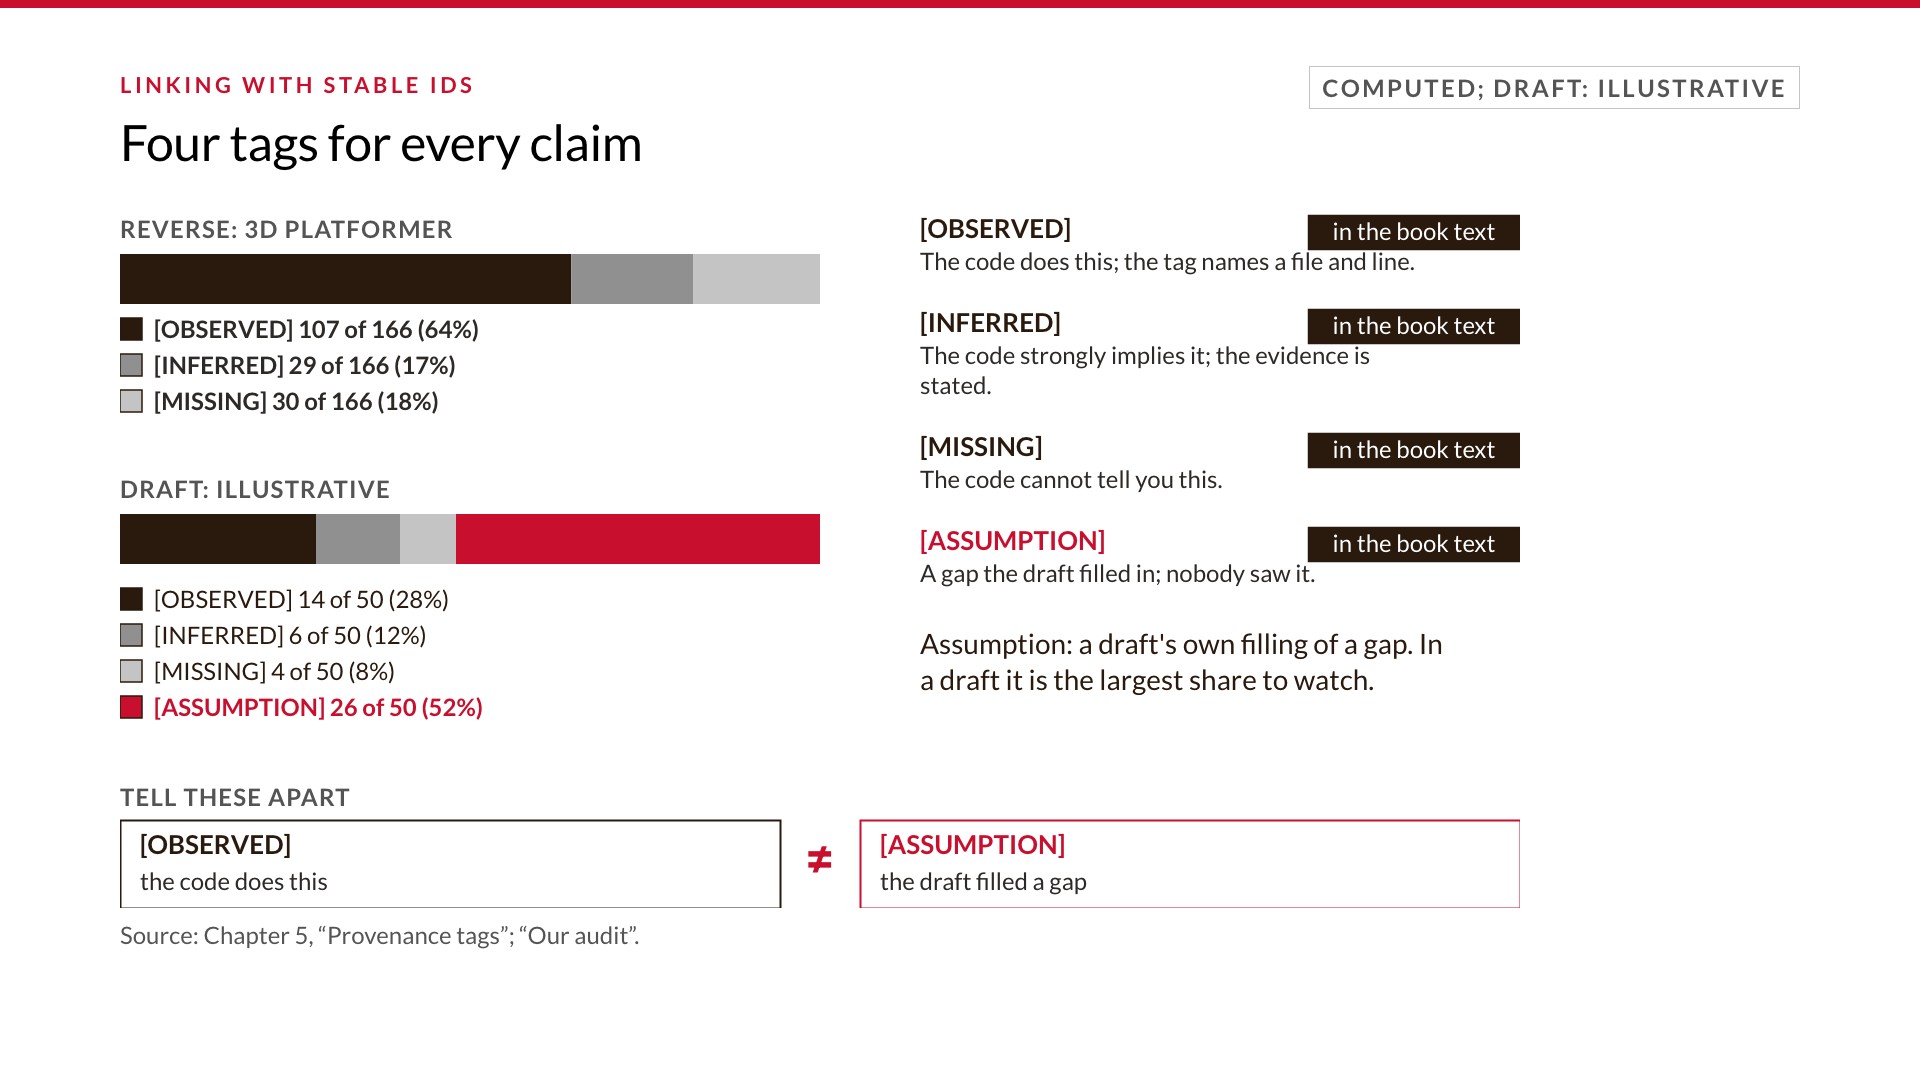 LINKING WITH STABLE IDS
COMPUTED; DRAFT: ILLUSTRATIVE
Four tags for every claim
REVERSE: 3D PLATFORMER
[OBSERVED] 107 of 166 (64%)
[INFERRED] 29 of 166 (17%)
[MISSING] 30 of 166 (18%)
DRAFT: ILLUSTRATIVE
[OBSERVED] 14 of 50 (28%)
[INFERRED] 6 of 50 (12%)
[MISSING] 4 of 50 (8%)
[ASSUMPTION] 26 of 50 (52%)
[OBSERVED]
in the book text
The code does this; the tag names a file and line.
[INFERRED]
in the book text
The code strongly implies it; the evidence is
stated.
[MISSING]
in the book text
The code cannot tell you this.
[ASSUMPTION]
in the book text
A gap the draft filled in; nobody saw it.
Assumption: a draft's own filling of a gap. In
a draft it is the largest share to watch.
TELL THESE APART
[OBSERVED]
the code does this
≠
[ASSUMPTION]
the draft filled a gap
Source: Chapter 5, “Provenance tags”; “Our audit”.